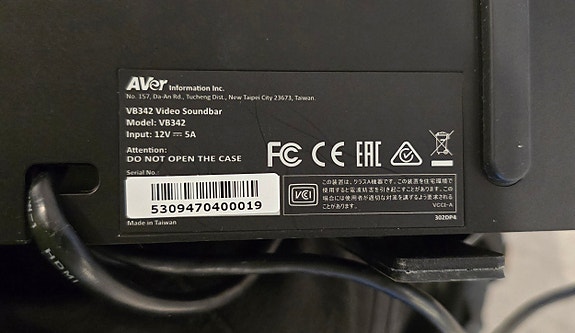 AVer Information Inc.
No. 157, Da-An Rd., Tucheng Dist., New Taipei City 23673, Taiwan.
VB342 Video Soundbar
Model: VB342
Input: 12V ⎓ 5A
Attention:
DO NOT OPEN THE CASE
Serial No.:
5309470400019
Made in Taiwan
FC CE EAC
VCI
この装置は、クラスA機器です。この装置を住宅環境で
使用すると電波妨害を引き起こすことがあります。この
場合には使用者が適切な対策を講ずるよう要求される
ことがあります。
VCCI-A
302DP4
HDMI